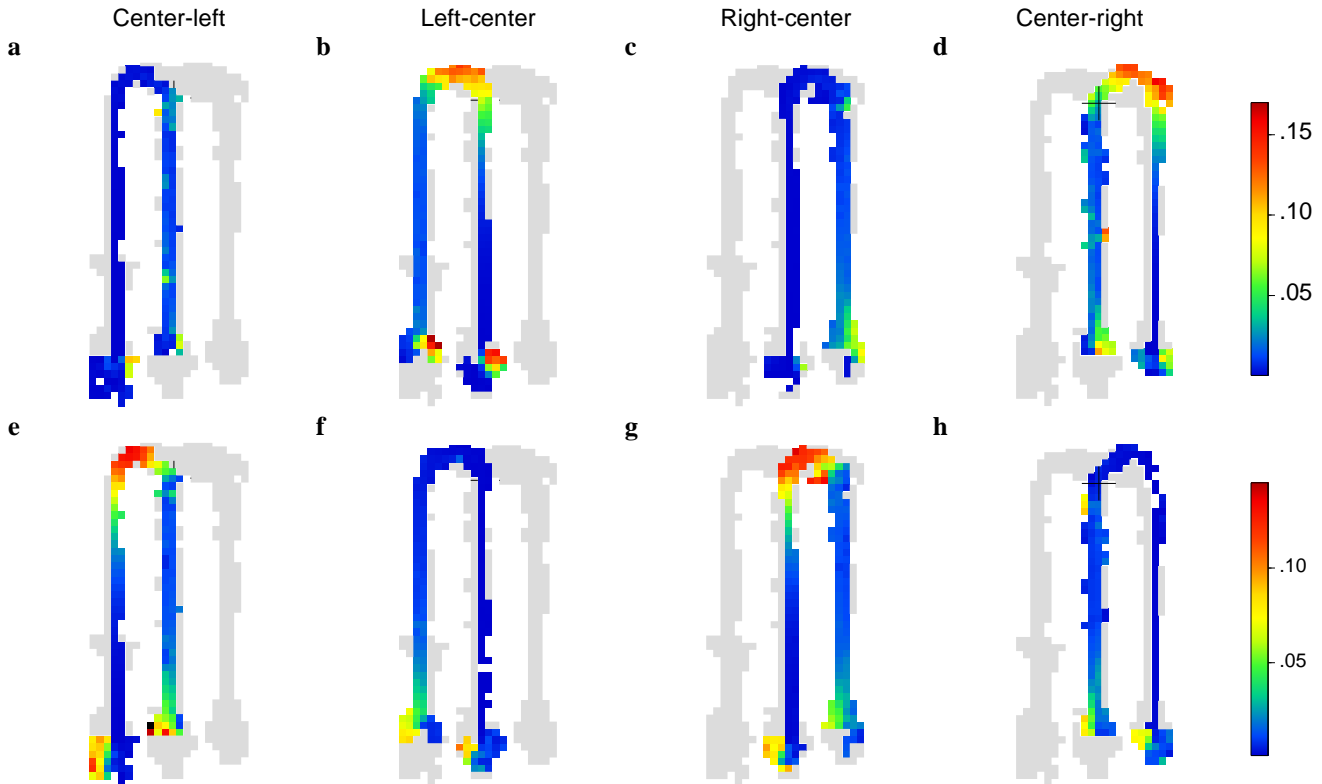 Center-left Left-center Right-center Center-right
a b c d
.15
.10
.05
e f g h
.10
.05